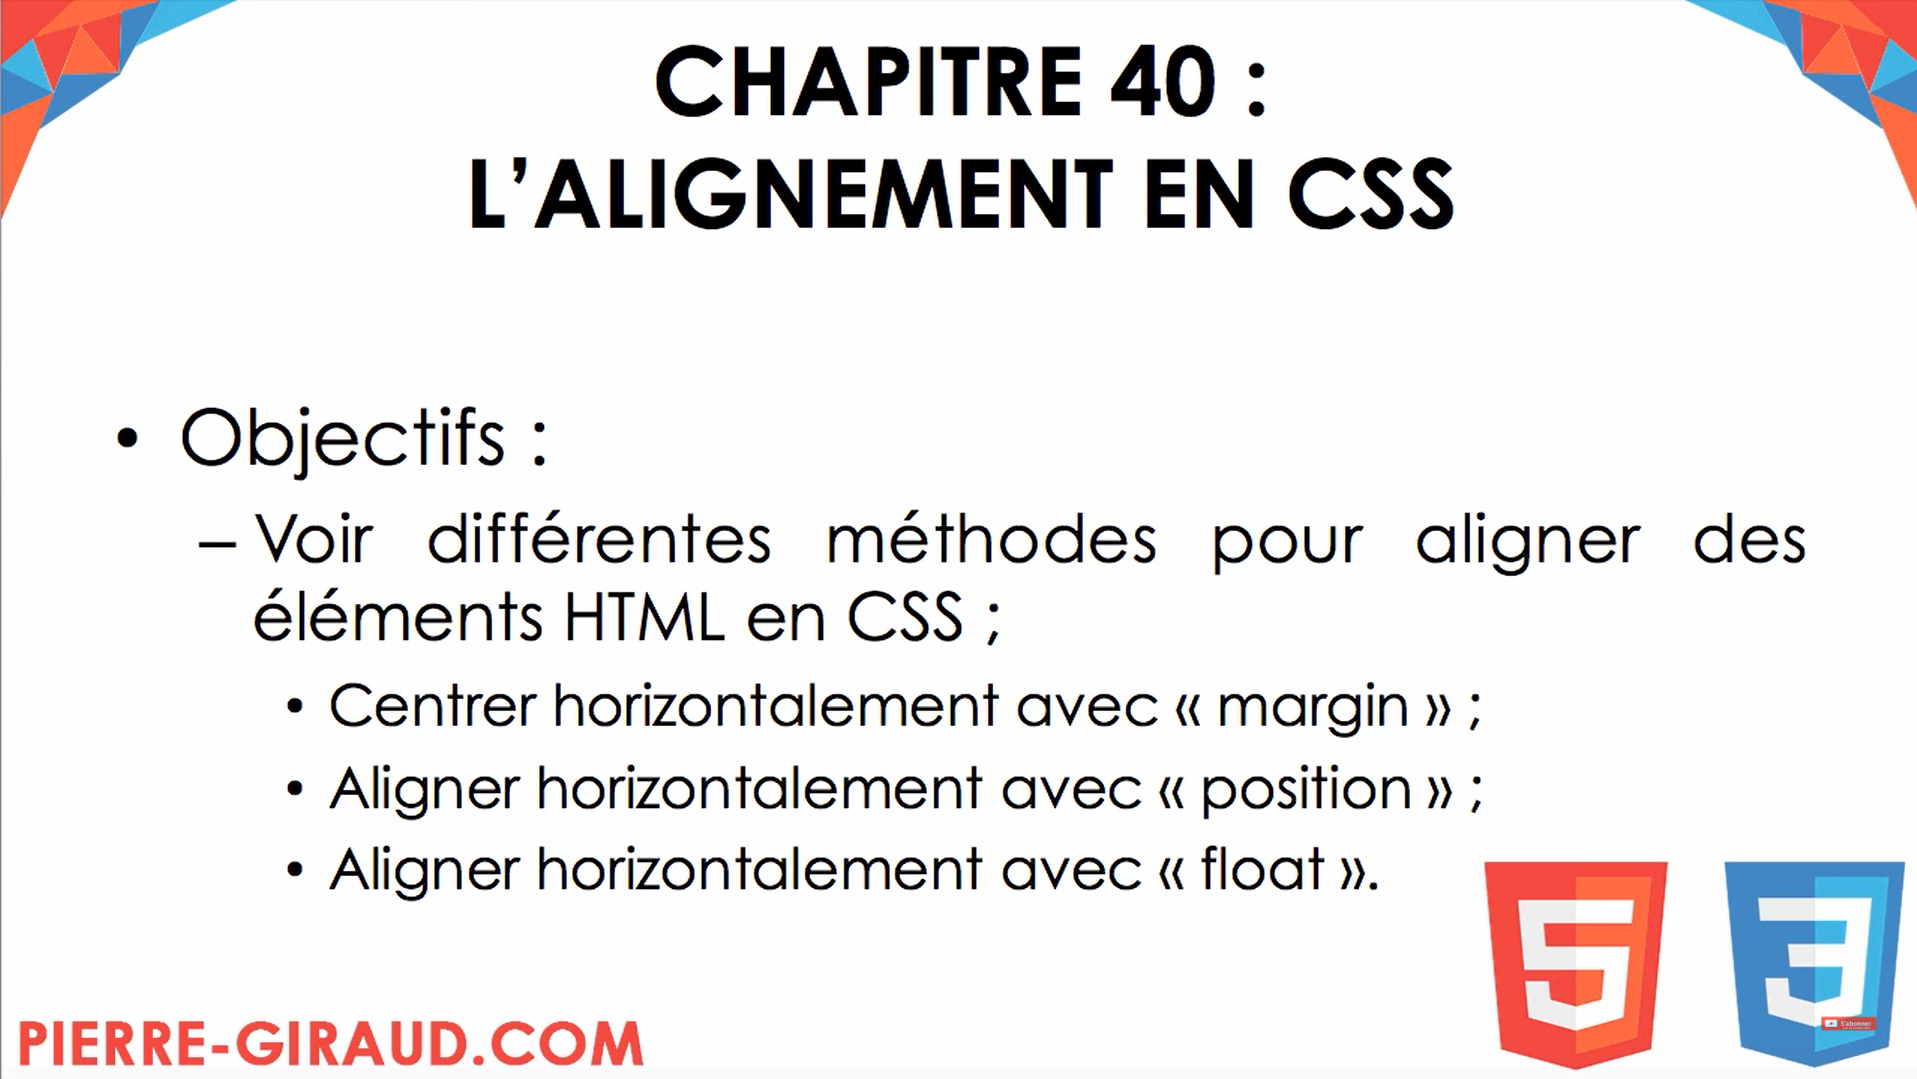 CHAPITRE 40 :
L’ALIGNEMENT EN CSS
• Objectifs :
– Voir différentes méthodes pour aligner des
éléments HTML en CSS ;
• Centrer horizontalement avec « margin » ;
• Aligner horizontalement avec « position » ;
• Aligner horizontalement avec « float ».
5
3
S'abonner
PIERRE-GIRAUD.COM